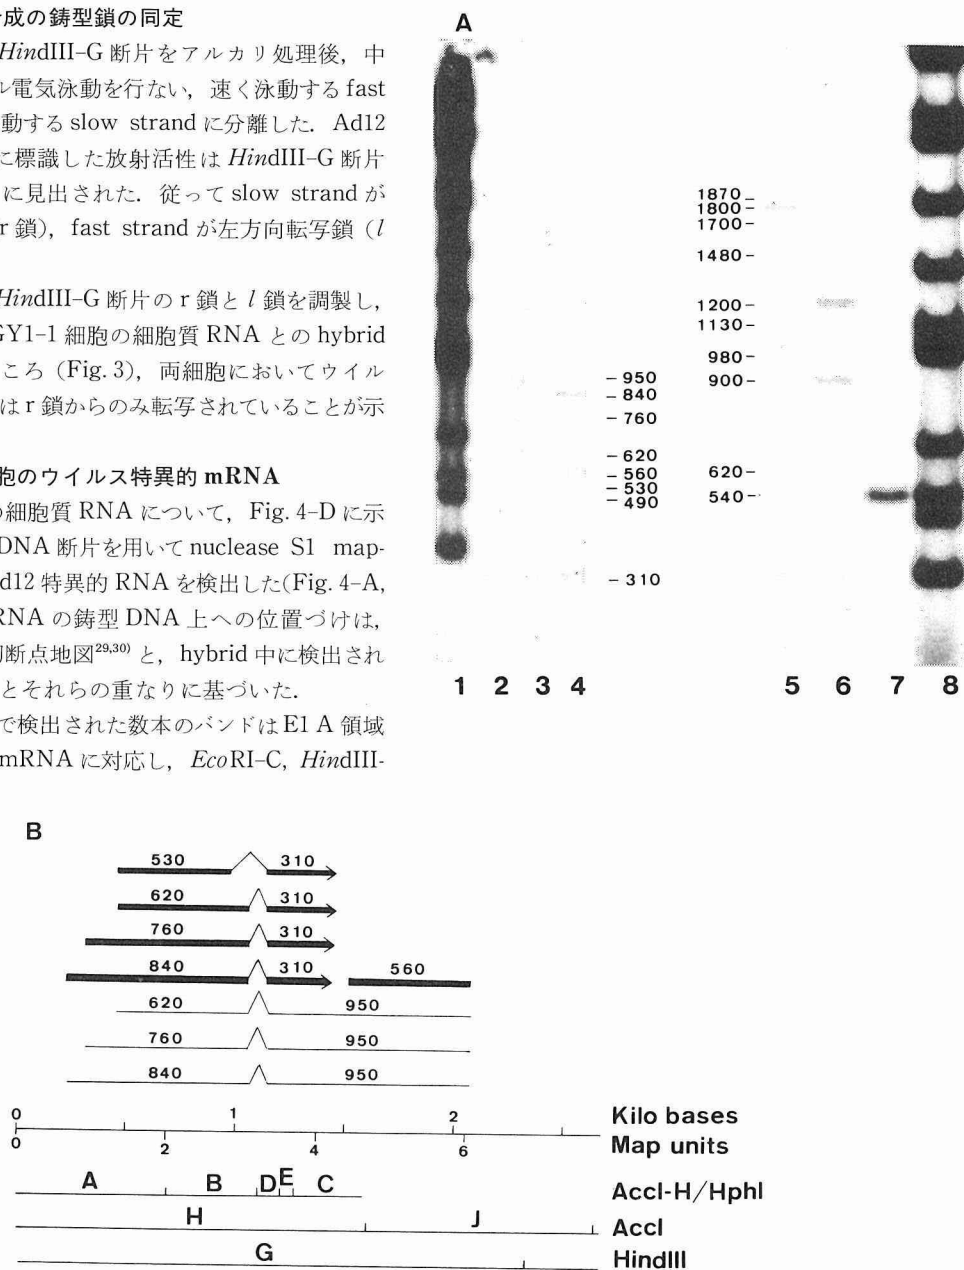 成の鋳型鎖の同定
HindIII–G 断片をアルカリ処理後，中
ル電気泳動を行ない，速く泳動する fast
動する slow strand に分離した．Ad12
に標識した放射活性は HindIII–G 断片
に見出された．従って slow strand が
r 鎖），fast strand が左方向転写鎖（l
HindIII–G 断片の r 鎖と l 鎖を調製し，
GY1–1 細胞の細胞質 RNA との hybrid
ころ（Fig. 3），両細胞においてウイル
は r 鎖からのみ転写されていることが示
胞のウイルス特異的 mRNA
の細胞質 RNA について，Fig. 4–D に示
DNA 断片を用いて nuclease S1 map-
d12 特異的 RNA を検出した（Fig. 4–A,
RNA の鋳型 DNA 上への位置づけは，
切断点地図29,30) と，hybrid 中に検出され
とそれらの重なりに基づいた．
で検出された数本のバンドは E1 A 領域
mRNA に対応し，EcoRI–C, HindIII-
A
– 950
– 840
– 760
– 620
– 560
– 530
– 490
– 310
1870 –
1800 –
1700 –
1480 –
1200 –
1130 –
980 –
900 –
620 –
540 –
1 2 3 4 5 6 7 8
B
530 310
620 310
760 310
840 310 560
620 950
760 950
840 950
0 1 2 Kilo bases
0 2 4 6 Map units
A B D E C AccI-H/HphI
H J AccI
G HindIII